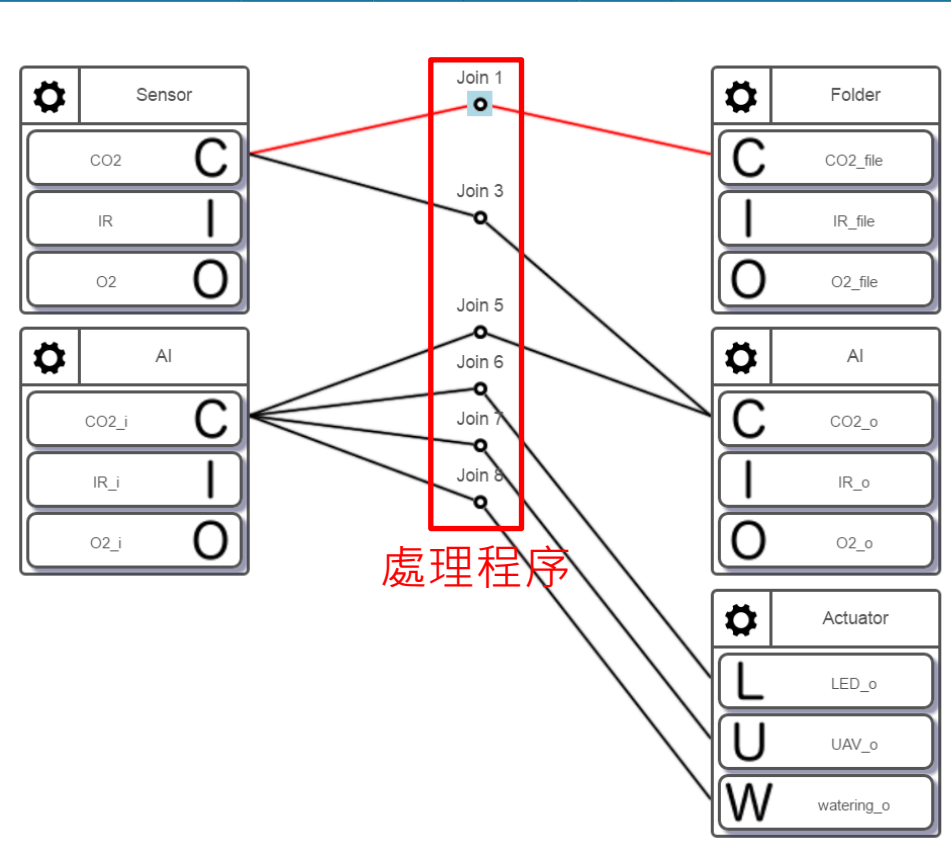 Sensor
CO2 C
IR I
O2 O
AI
CO2_i C
IR_i I
O2_i O
Join 1
Join 3
Join 5
Join 6
Join 7
Join 8
處理程序
Folder
C CO2_file
I IR_file
O O2_file
AI
C CO2_o
I IR_o
O O2_o
Actuator
L LED_o
U UAV_o
W watering_o